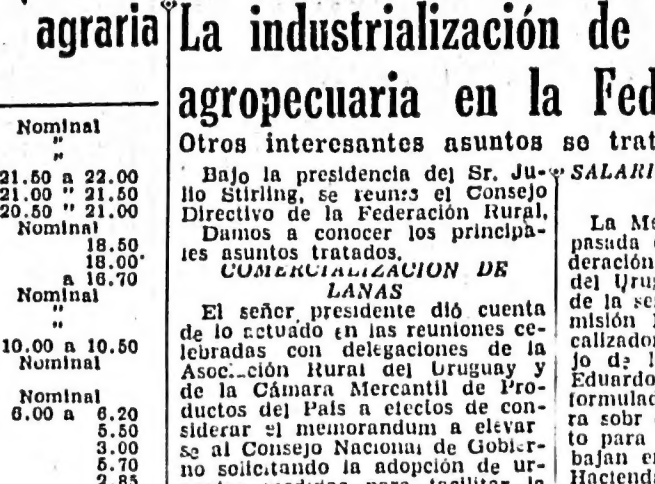 agraria
Nominal
"
"
21.50 a 22.00
21.00 " 21.50
20.50 " 21.00
Nominal
18.50
18.00
a 16.70
Nominal
"
"
10.00 a 10.50
Nominal
Nominal
6.00 a 6.20
5.50
3.00
5.70
2.85
La industrialización de
agropecuaria en la Fed
Otros interesantes asuntos se trat
Bajo la presidencia del Sr. Ju-
lio Stirling, se reune el Consejo
Directivo de la Federación Rural.
Damos a conocer los principa-
les asuntos tratados.
COMERCIALIZACION DE
LANAS
El señor presidente dió cuenta
de lo actuado en las reuniones ce-
lebradas con delegaciones de la
Asociación Rural del Uruguay y
de la Cámara Mercantil de Pro-
ductos del País a efectos de con-
siderar el memorandum a elevar
se al Consejo Nacional de Gobier-
no solicitando la adopción de ur-
para facilitar la
SALARI
La Me
pasada
deración
del Urug
de la se
misión
calizador
jo de l
Eduardo
formulad
ra sobr
to para
bajan en
Haciend